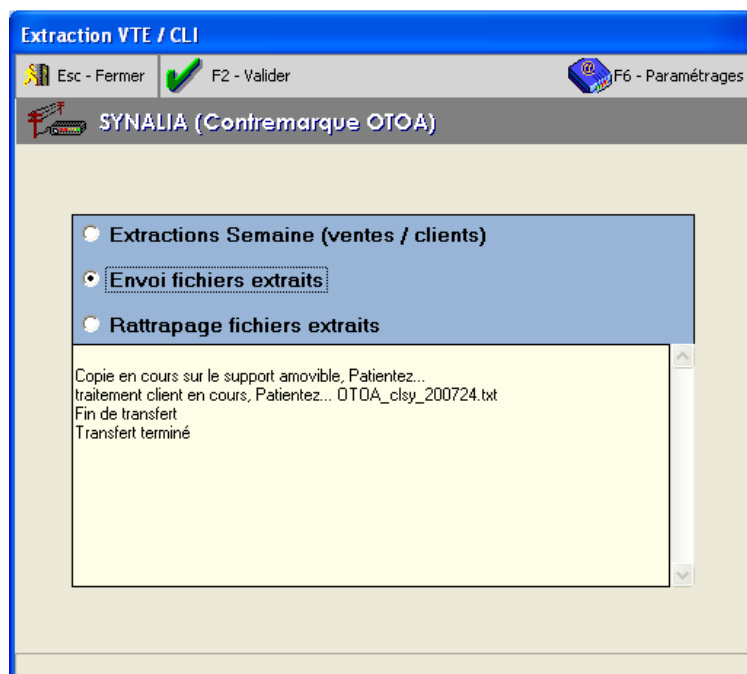 Extraction VTE / CLI
Esc - Fermer F2 - Valider F6 - Paramétrages
SYNALIA (Contremarque OTOA)
Extractions Semaine (ventes / clients)
Envoi fichiers extraits
Rattrapage fichiers extraits
Copie en cours sur le support amovible, Patientez...
traitement client en cours, Patientez... OTOA_clsy_200724.txt
Fin de transfert
Transfert terminé